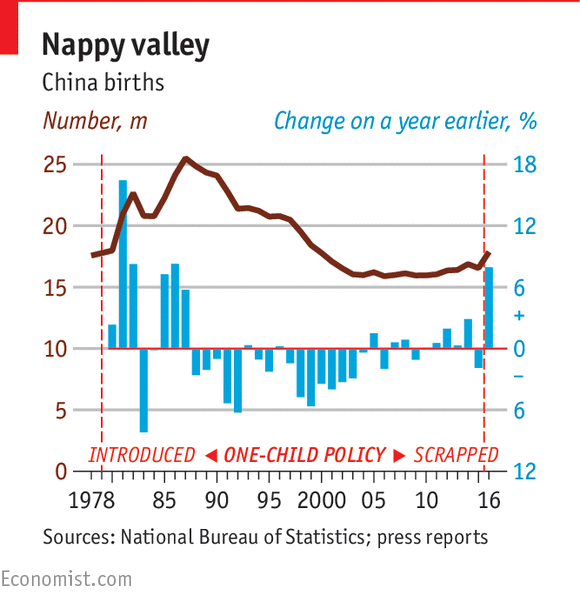 Nappy valley
China births
Number, m
Change on a year earlier, %
25
20
15
10
5
0
18
12
6
+
0
–
6
12
INTRODUCED ◄ ONE-CHILD POLICY ► SCRAPPED
1978 85 90 95 2000 05 10 16
Sources: National Bureau of Statistics; press reports
Economist.com